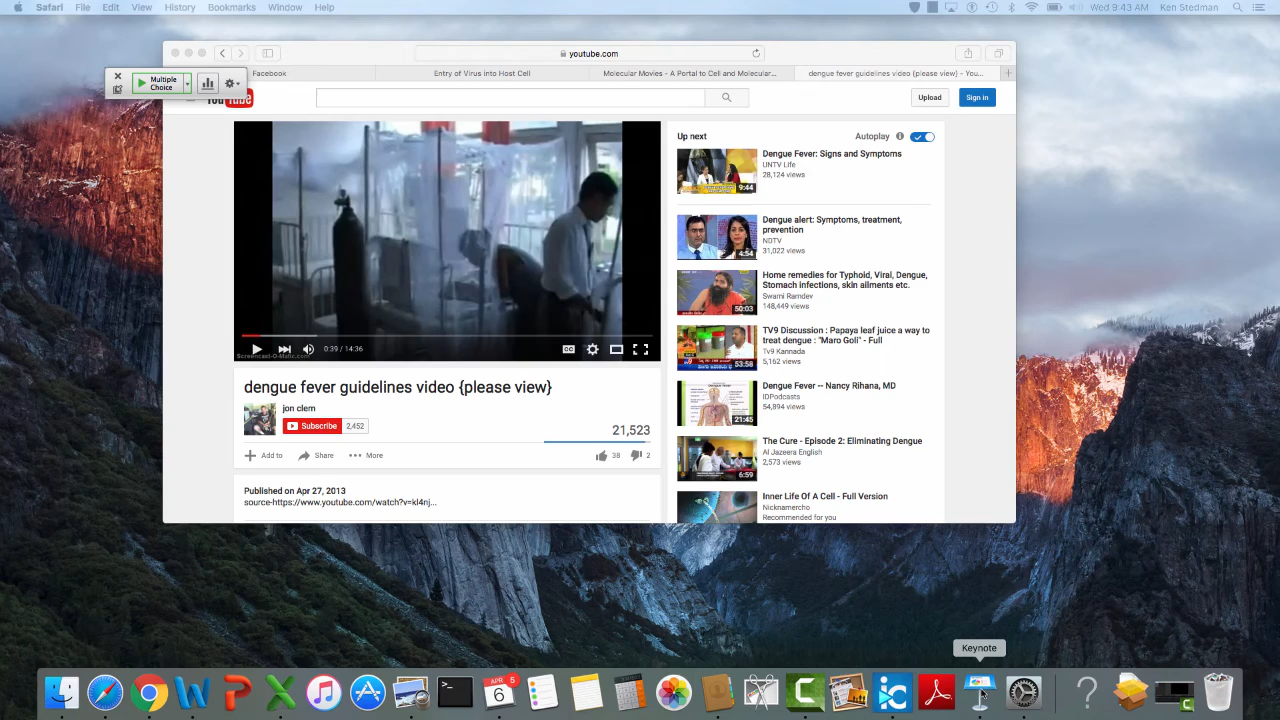 Safari File Edit View History Bookmarks Window Help Wed 9:43 AM Ken Stedman
youtube.com
Facebook Entry of Virus into Host Cell Molecular Movies - A Portal to Cell and Molecular... dengue fever guidelines video {please view} - You...
Multiple
Choice
YouTube Upload Sign in
Up next Autoplay
Dengue Fever: Signs and Symptoms
UNTV Life
28,124 views
9:44
Dengue alert: Symptoms, treatment,
prevention
NDTV
31,022 views
4:54
Home remedies for Typhoid, Viral, Dengue,
Stomach infections, skin ailments etc.
Swami Ramdev
148,449 views
50:03
TV9 Discussion : Papaya leaf juice a way to
treat dengue : "Maro Goli" - Full
Tv9 Kannada
5,162 views
53:58
Dengue Fever -- Nancy Rihana, MD
IDPodcasts
54,894 views
21:45
The Cure - Episode 2: Eliminating Dengue
Al Jazeera English
2,573 views
6:59
Inner Life Of A Cell - Full Version
Nicknamercho
Recommended for you
0:39 / 14:36
CC
Screencast-O-Matic.com
dengue fever guidelines video {please view}
jon clem
Subscribe 2,452
21,523
Add to Share More 38 2
Published on Apr 27, 2013
source-https://www.youtube.com/watch?v=kl4nj...
Keynote
APR 5
6